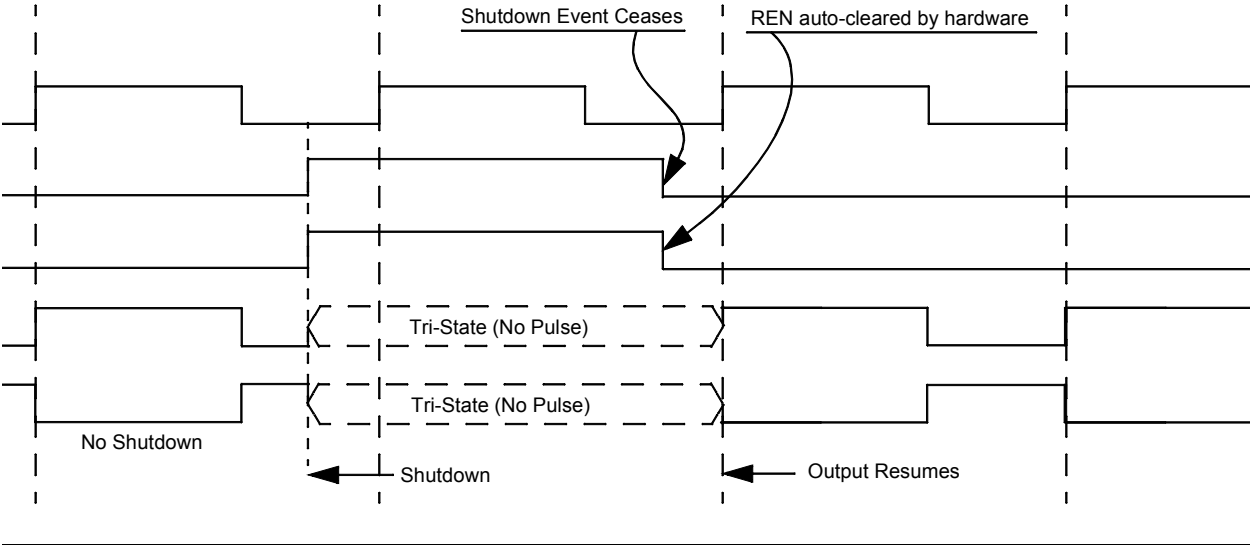 Shutdown Event Ceases
REN auto-cleared by hardware
Tri-State (No Pulse)
Tri-State (No Pulse)
No Shutdown
Shutdown
Output Resumes